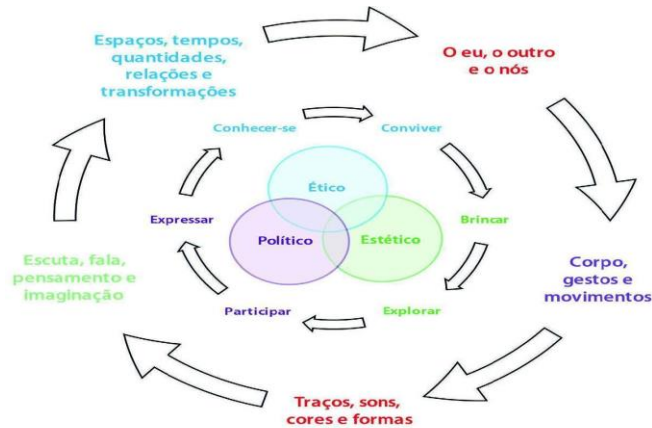 Espaços, tempos,
quantidades,
relações e
transformações
O eu, o outro
e o nós
Conhecer-se
Conviver
Ético
Expressar
Político
Estético
Brincar
Escuta, fala,
pensamento e
imaginação
Corpo,
gestos e
movimentos
Participar
Explorar
Traços, sons,
cores e formas